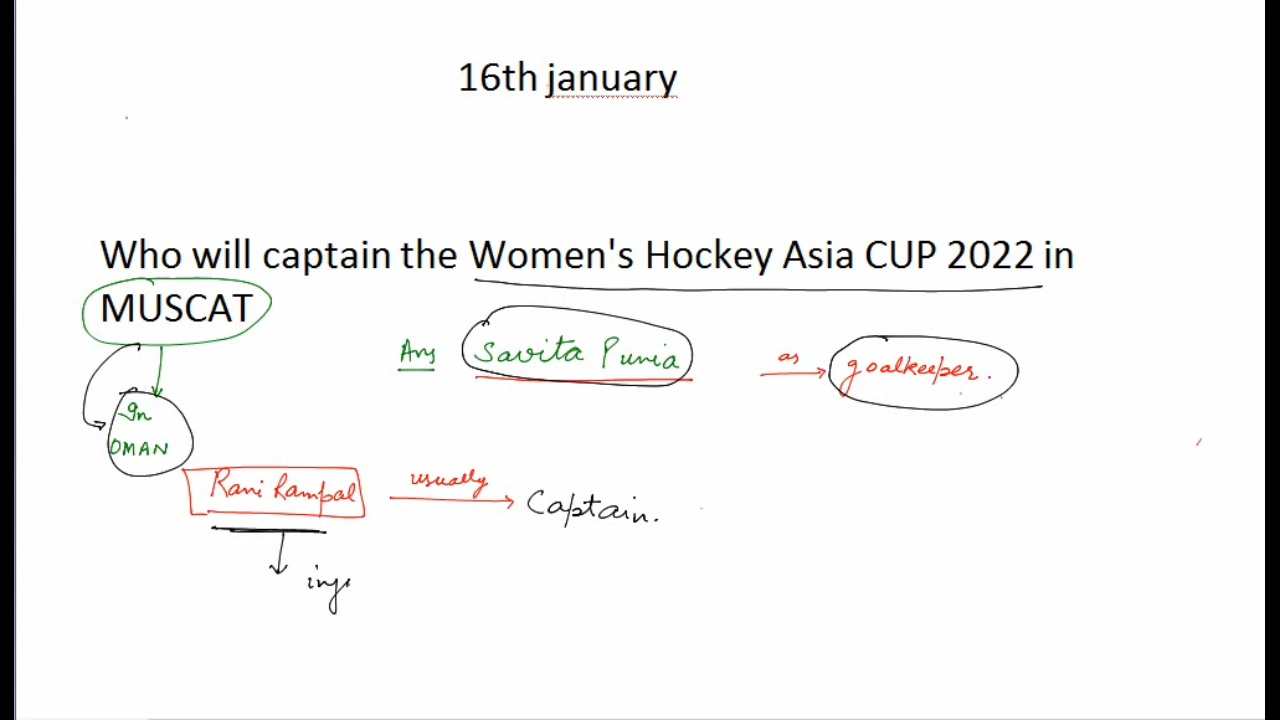 16th january
Who will captain the Women's Hockey Asia CUP 2022 in
MUSCAT
Ans Savita Punia as goalkeeper.
In
OMAN
Rani Rampal usually Captain.
inj